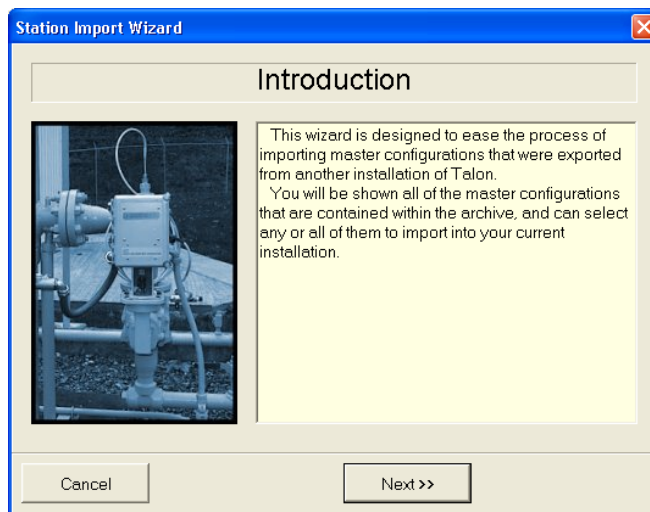 Station Import Wizard
Introduction
This wizard is designed to ease the process of
importing master configurations that were exported
from another installation of Talon.
You will be shown all of the master configurations
that are contained within the archive, and can select
any or all of them to import into your current
installation.
Cancel
Next >>